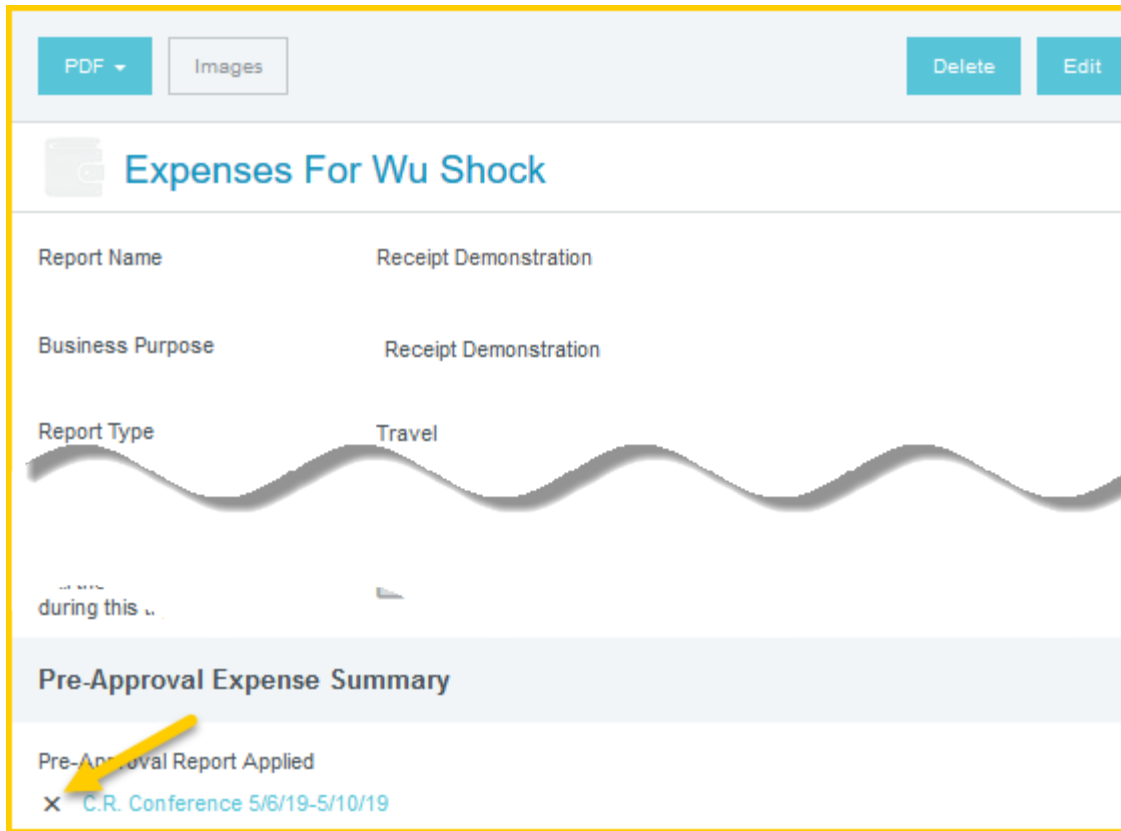 PDF Images Delete Edit
Expenses For Wu Shock
Report Name Receipt Demonstration
Business Purpose Receipt Demonstration
Report Type Travel
during this
Pre-Approval Expense Summary
Pre-Approval Report Applied
× C.R. Conference 5/6/19-5/10/19